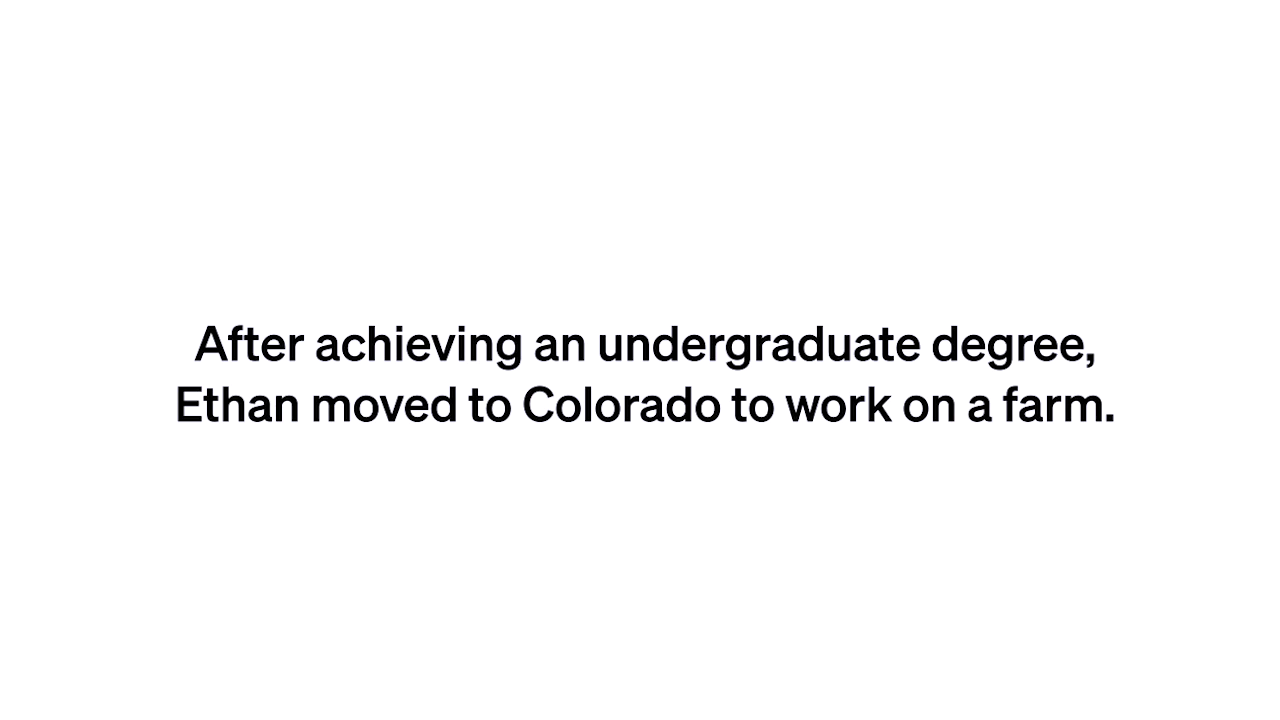 After achieving an undergraduate degree,
Ethan moved to Colorado to work on a farm.